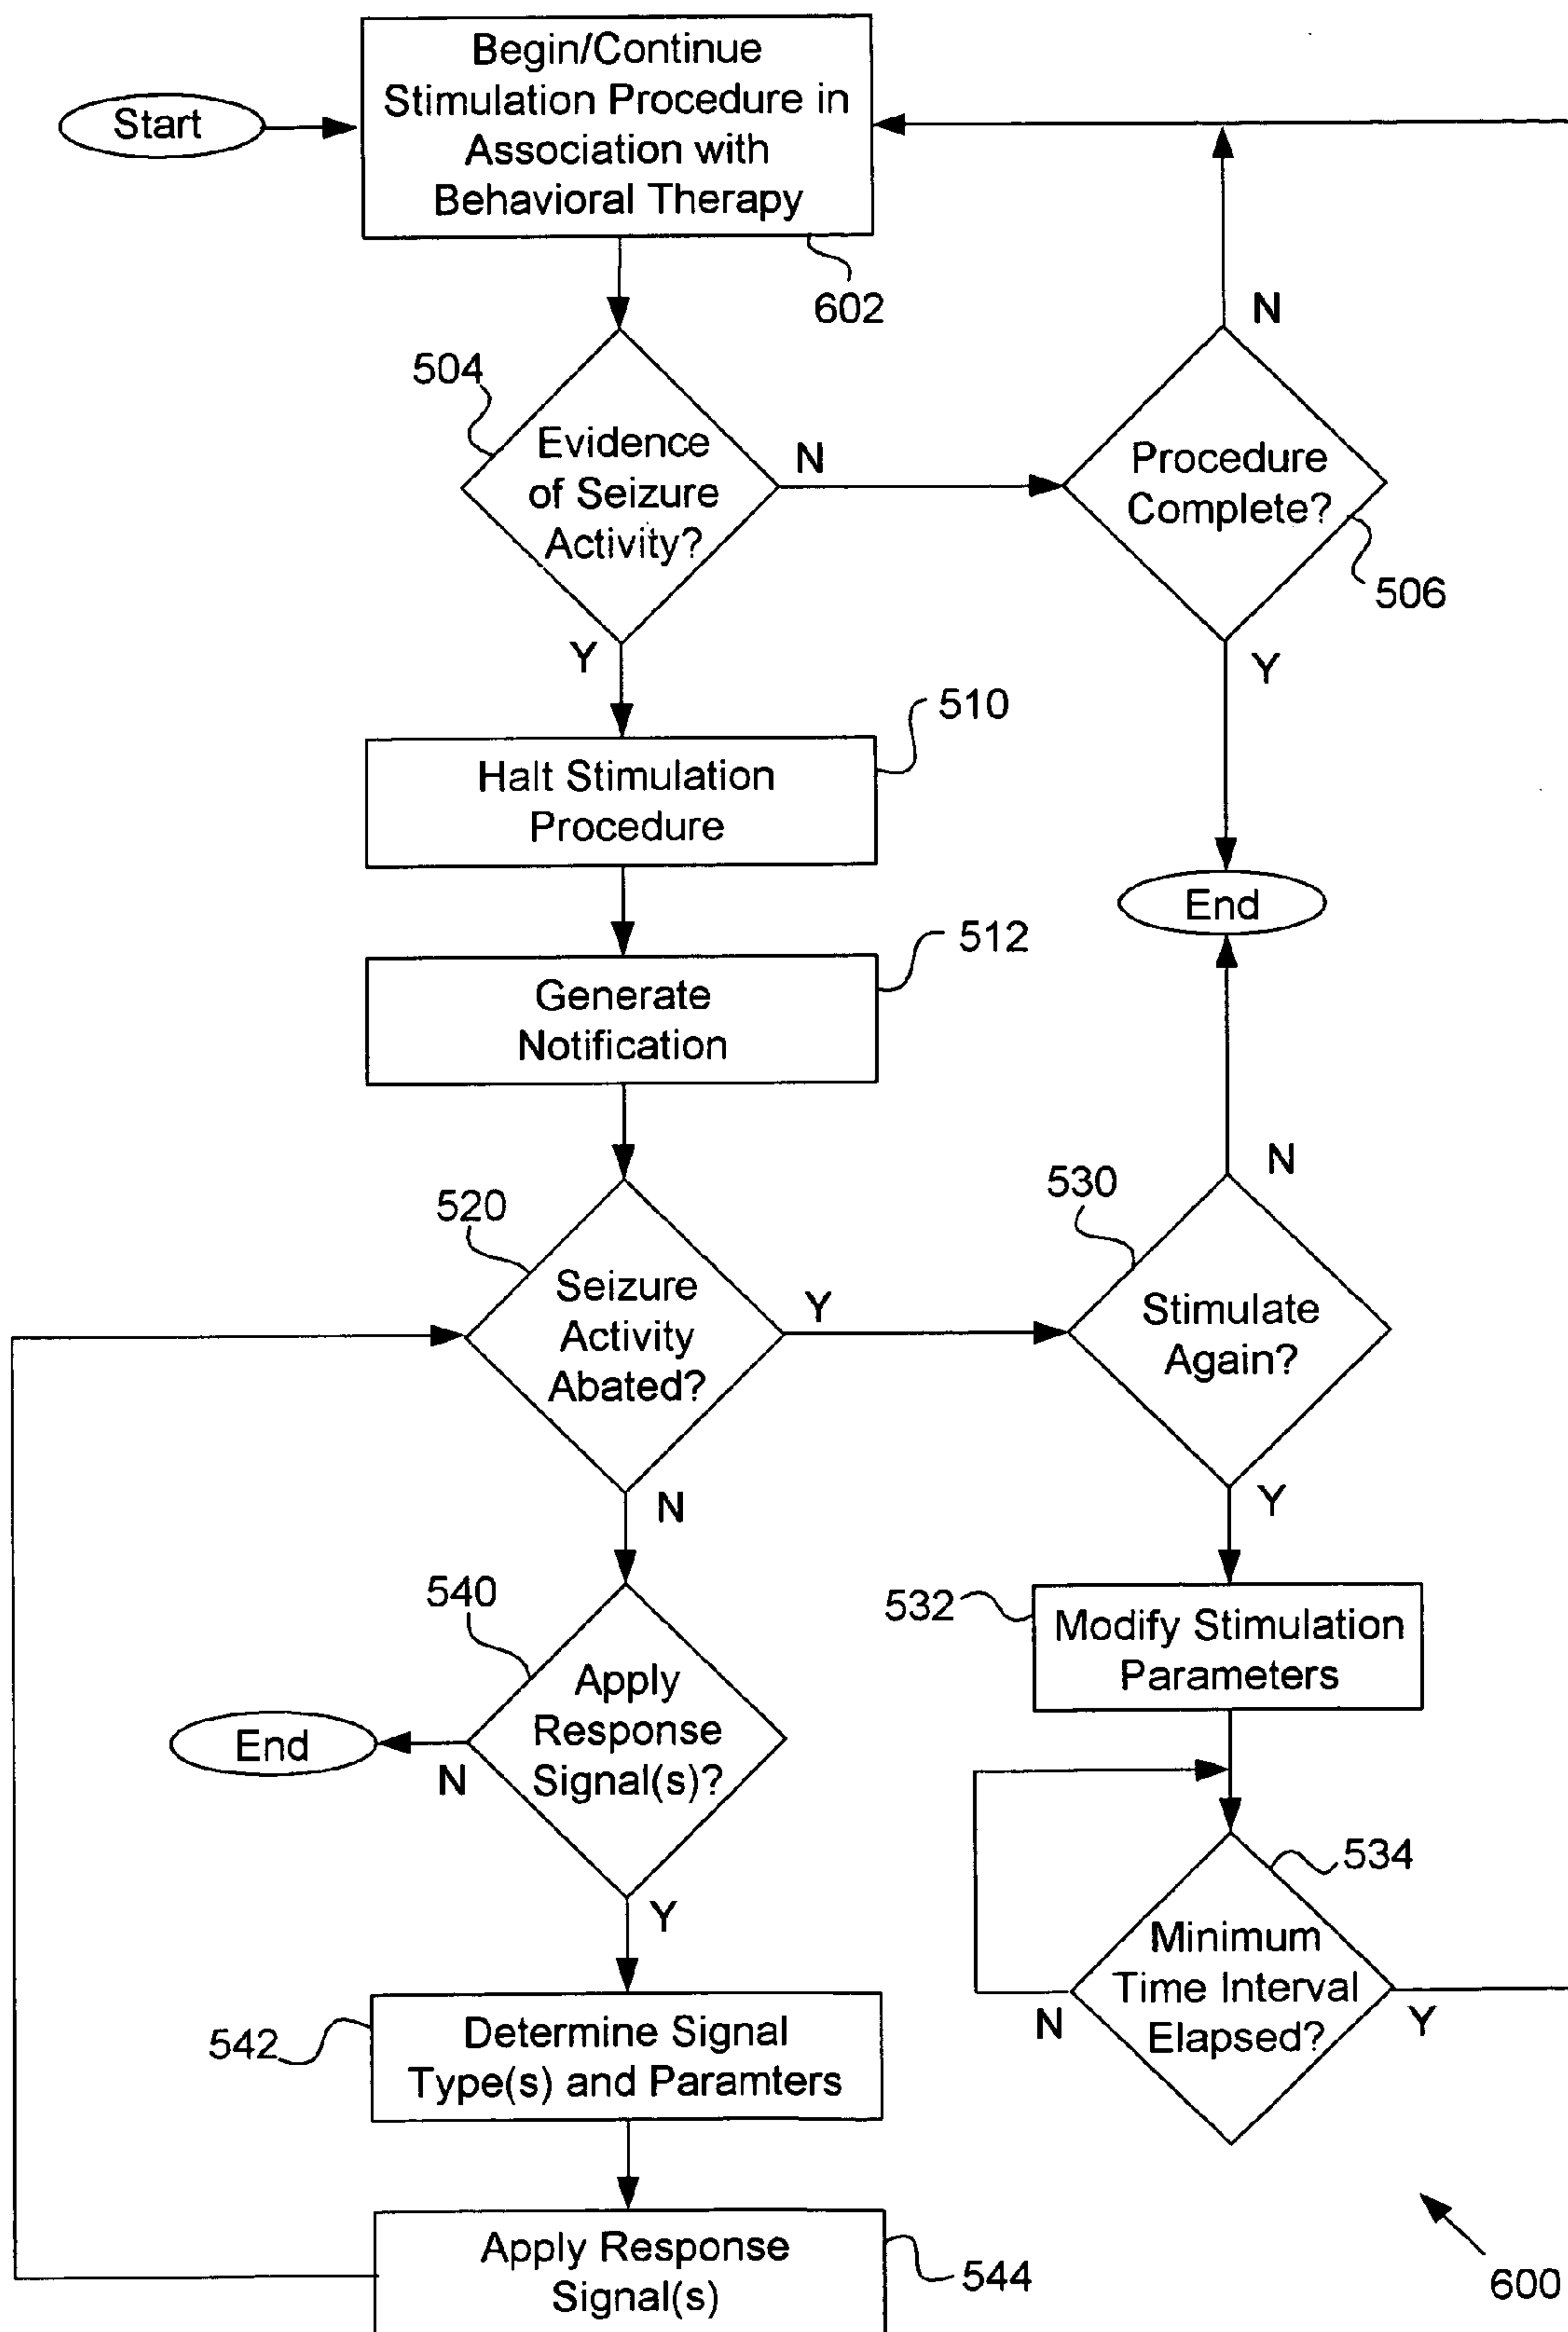 Start
Begin/Continue
Stimulation Procedure in
Association with
Behavioral Therapy
602
504
Evidence
of Seizure
Activity?
N
Y
Procedure
Complete?
N
506
Y
510
Halt Stimulation
Procedure
End
512
Generate
Notification
520
Seizure
Activity
Abated?
Y
N
530
N
Stimulate
Again?
Y
540
Apply
Response
Signal(s)?
End
N
Y
532
Modify Stimulation
Parameters
534
Minimum
Time Interval
Elapsed?
N
Y
542
Determine Signal
Type(s) and Paramters
Apply Response
Signal(s)
544
600